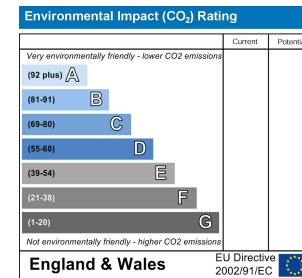 Environmental Impact (CO₂) Rating
Current Potenti
Very environmentally friendly - lower CO2 emissions
(92 plus) A
(81-91) B
(69-80) C
(55-68) D
(39-54) E
(21-38) F
(1-20) G
Not environmentally friendly - higher CO2 emissions
England & Wales
EU Directive
2002/91/EC